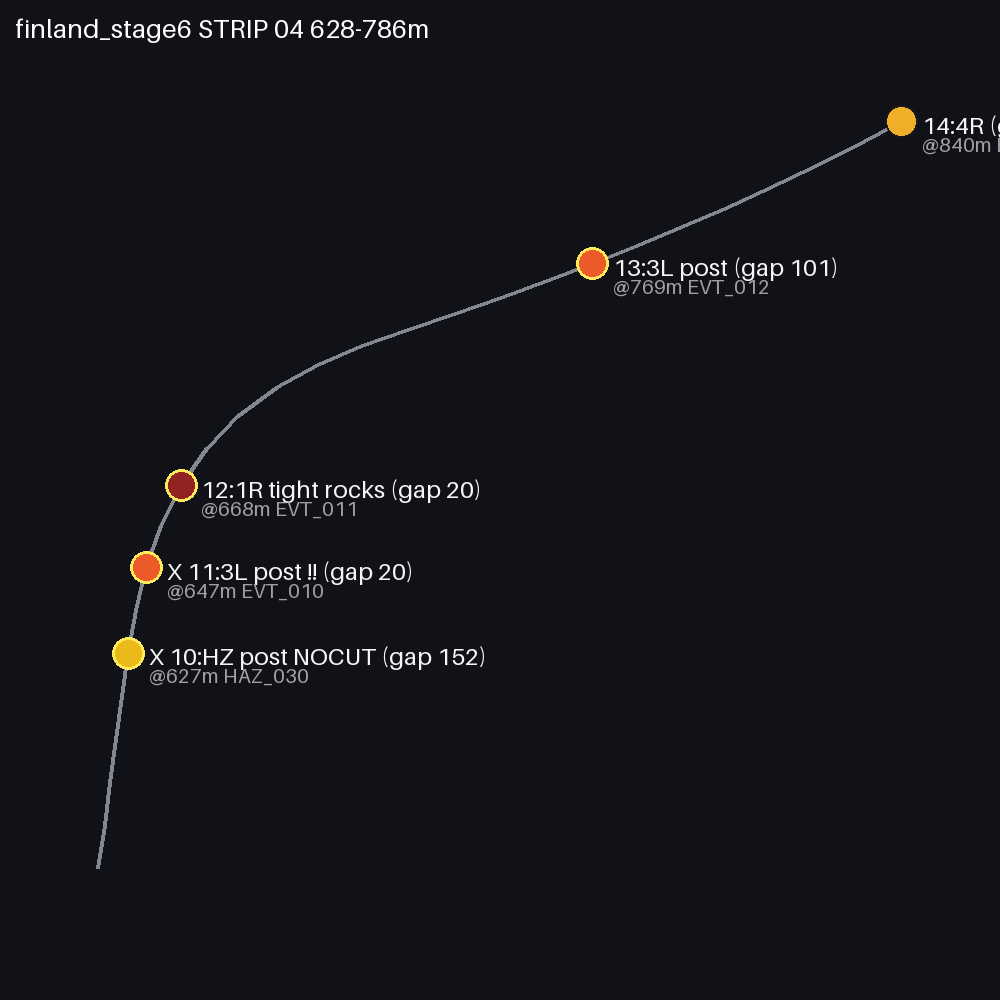 finland_stage6 STRIP 04 628-786m
14:4R (
@840m
13:3L post (gap 101)
@769m EVT_012
12:1R tight rocks (gap 20)
@668m EVT_011
X 11:3L post !! (gap 20)
@647m EVT_010
X 10:HZ post NOCUT (gap 152)
@627m HAZ_030